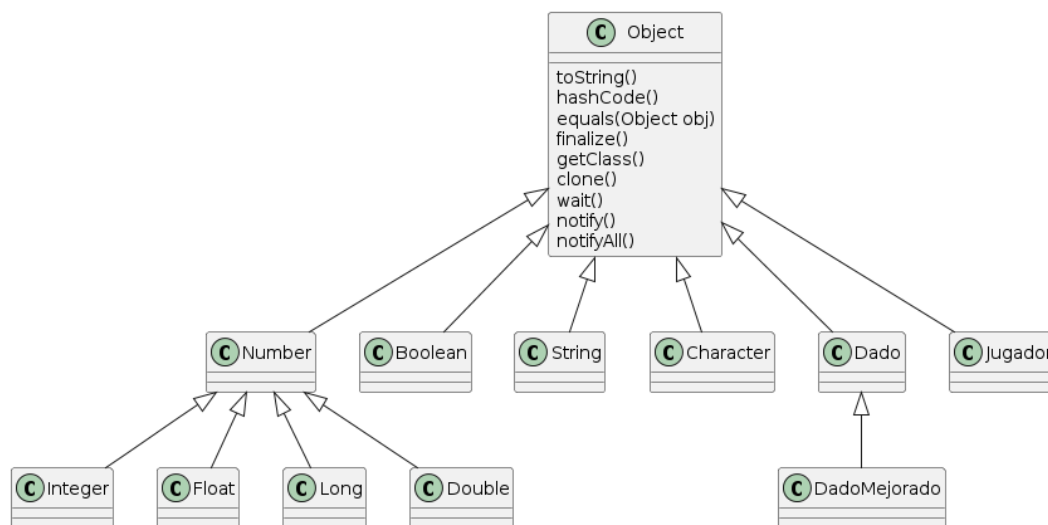 C Object
toString()
hashCode()
equals(Object obj)
finalize()
getClass()
clone()
wait()
notify()
notifyAll()
C Number
C Boolean
C String
C Character
C Dado
C Jugador
C Integer
C Float
C Long
C Double
C DadoMejorado